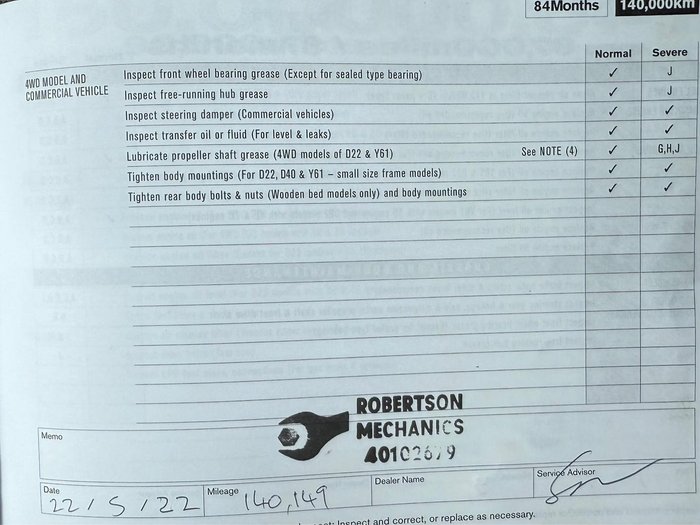 84Months 140,000km
Normal Severe
4WD MODEL AND
COMMERCIAL VEHICLE
Inspect front wheel bearing grease (Except for sealed type bearing) ✓ J
Inspect free-running hub grease ✓ J
Inspect steering damper (Commercial vehicles) ✓ ✓
Inspect transfer oil or fluid (For level & leaks) ✓ ✓
Lubricate propeller shaft grease (4WD models of D22 & Y61) See NOTE (4) ✓ G,H,J
Tighten body mountings (For D22, D40 & Y61 – small size frame models) ✓ ✓
Tighten rear body bolts & nuts (Wooden bed models only) and body mountings ✓ ✓
ROBERTSON
MECHANICS
40102679
Memo
Date 22/5/22 Mileage 140,149 Dealer Name Service Advisor
Inspect and correct, or replace as necessary.